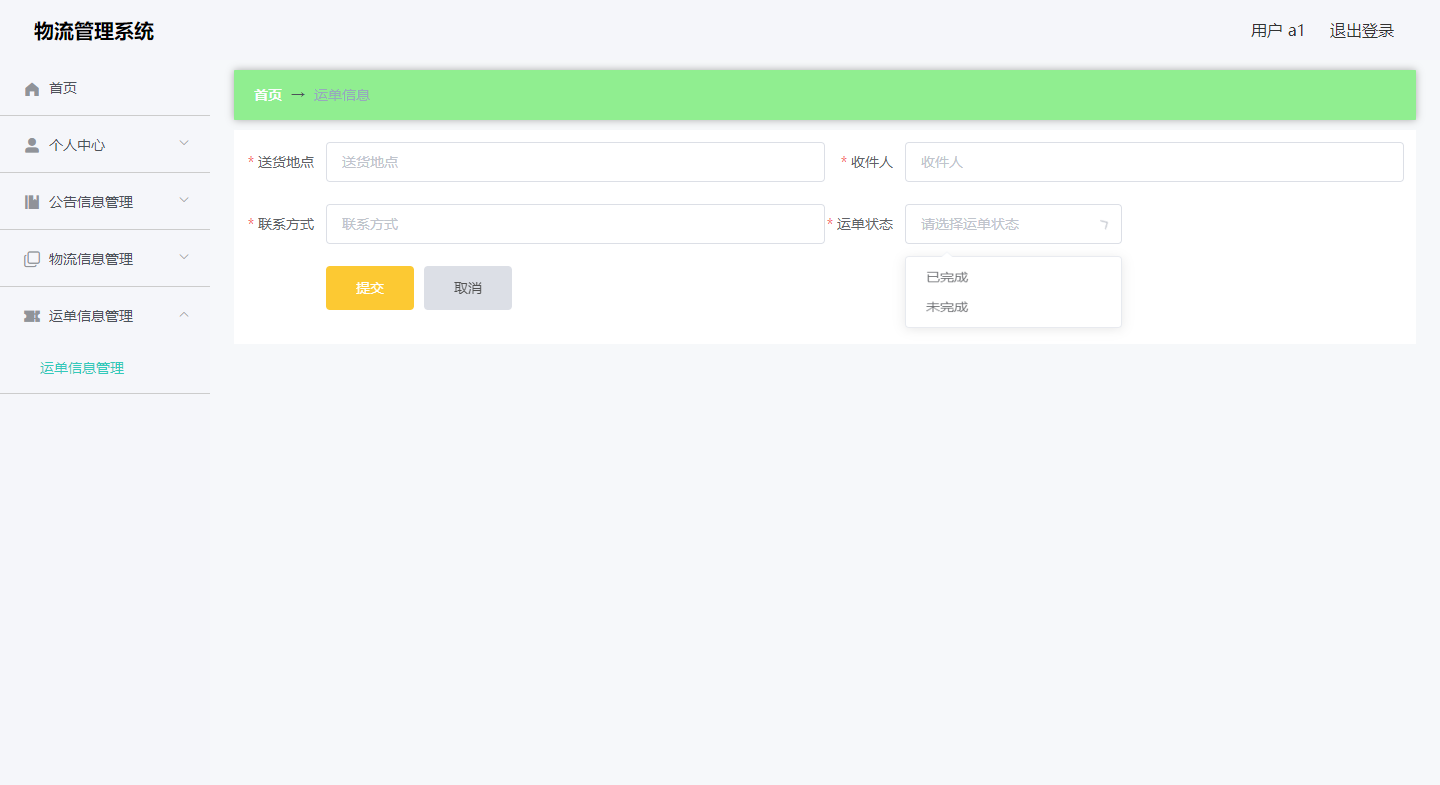 物流管理系统
用户 a1 退出登录
首页
个人中心
公告信息管理
物流信息管理
运单信息管理
运单信息管理
首页 → 运单信息
* 送货地点 送货地点 * 收件人 收件人
* 联系方式 联系方式 * 运单状态 请选择运单状态
已完成
未完成
提交 取消